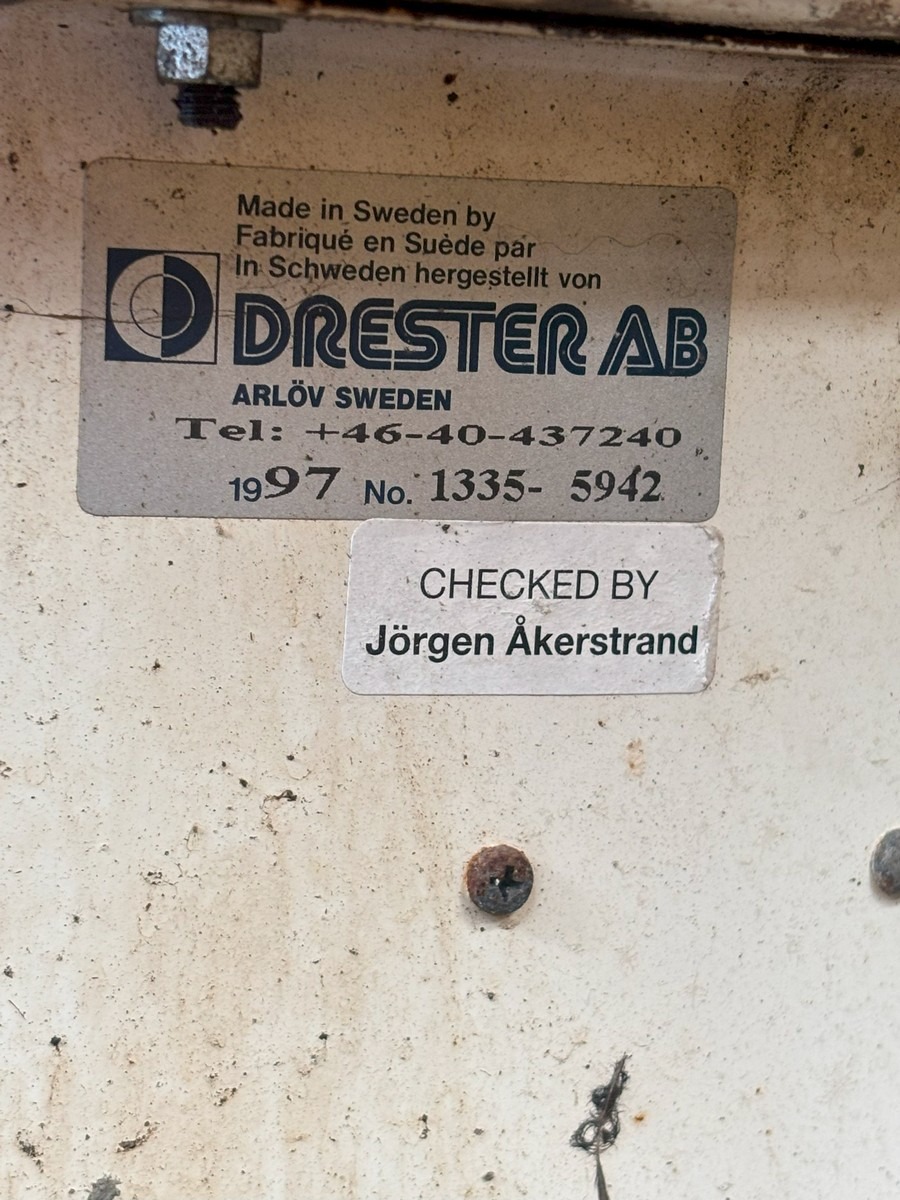 Made in Sweden by
Fabriqué en Suède par
In Schweden hergestellt von
DRESTER AB
ARLÖV SWEDEN
Tel: +46-40-437240
1997 No. 1335- 5942
CHECKED BY
Jörgen Åkerstrand